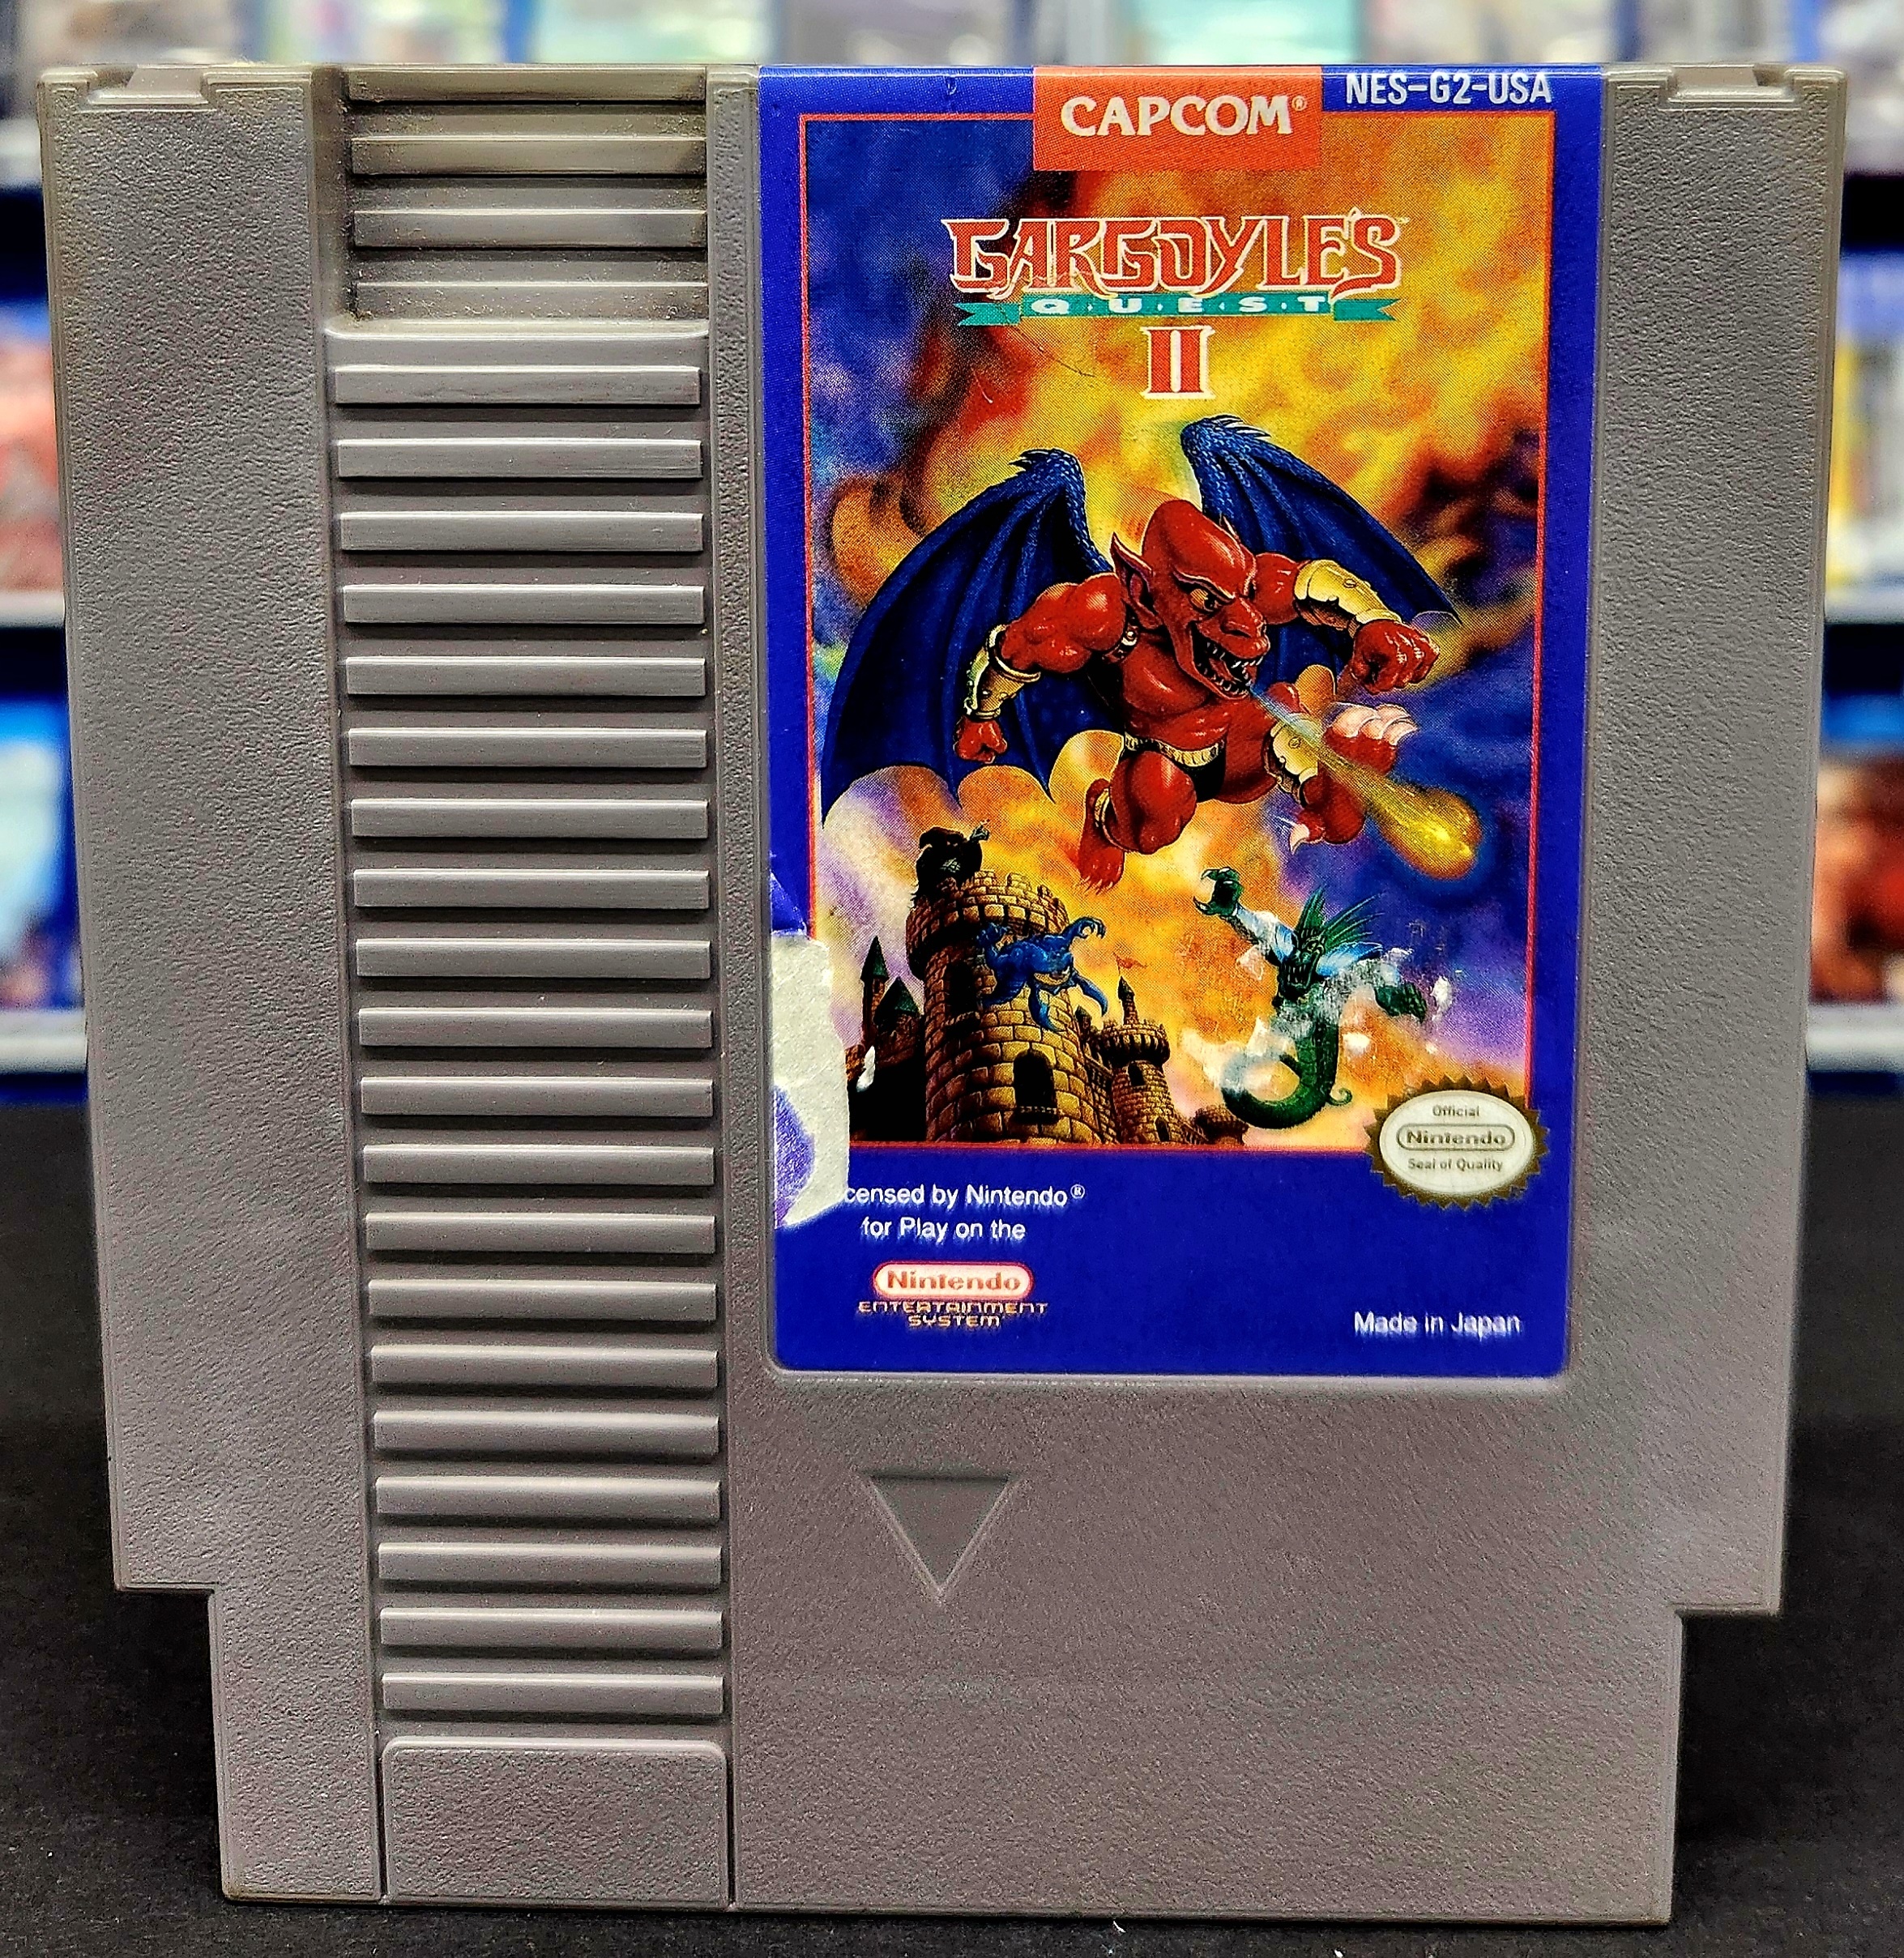 CAPCOM®
NES-G2-USA
GARGOYLE'S™
Q·U·E·S·T
II
Official
Nintendo
Seal of Quality
censed by Nintendo®
for Play on the
Nintendo
ENTERTAINMENT
SYSTEM
Made in Japan